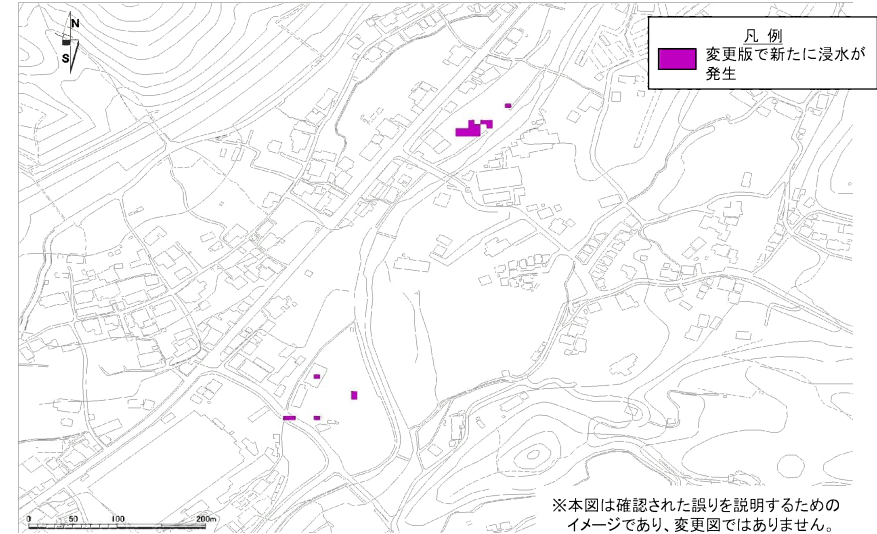 N
S
凡 例
変更版で新たに浸水が
発生
0 50 100 200m
※本図は確認された誤りを説明するための
イメージであり、変更図ではありません。